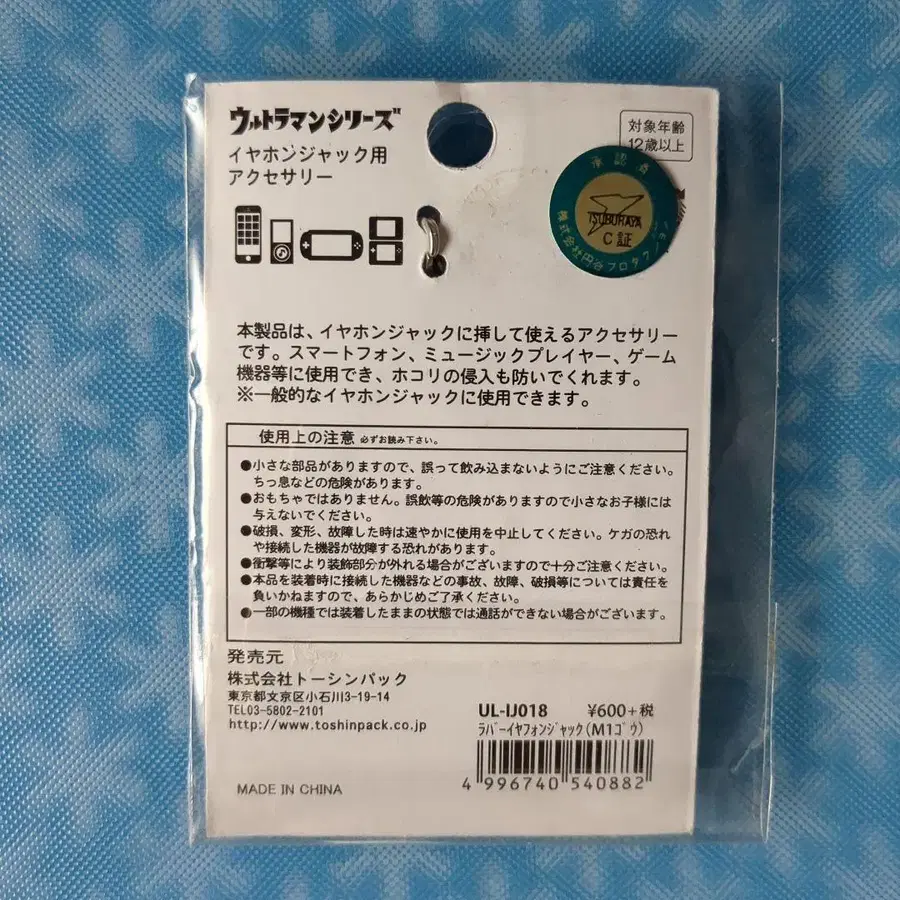 ウルトラマンシリーズ
イヤホンジャック用
アクセサリー
対象年齢
12歳以上
承認番
TSUBURAYA
C証
株式会社円谷プロダクション
本製品は、イヤホンジャックに挿して使えるアクセサリー
です。スマートフォン、ミュージックプレイヤー、ゲーム
機器等に使用でき、ホコリの侵入も防いでくれます。
※一般的なイヤホンジャックに使用できます。
使用上の注意 必ずお読み下さい。
●小さな部品がありますので、誤って飲み込まないようにご注意ください。
ちっ息などの危険があります。
●おもちゃではありません。誤飲等の危険がありますので小さなお子様には
与えないでください。
●破損、変形、故障した時は速やかに使用を中止してください。ケガの恐れ
や接続した機器が故障する恐れがあります。
●衝撃等により装飾部分が外れる場合がございますので十分ご注意ください。
●本品を装着時に接続した機器などの事故、故障、破損等については責任を
負いかねますので、あらかじめご了承ください。
●一部の機種では装着したままの状態では通話ができない場合がございます。
発売元
株式会社トーシンパック
東京都文京区小石川3-19-14
TEL03-5802-2101
http://www.toshinpack.co.jp
UL-IJ018 ¥600+税
ラバーイヤフォンジャック(M1ゴウ)
4 996740 540882
MADE IN CHINA